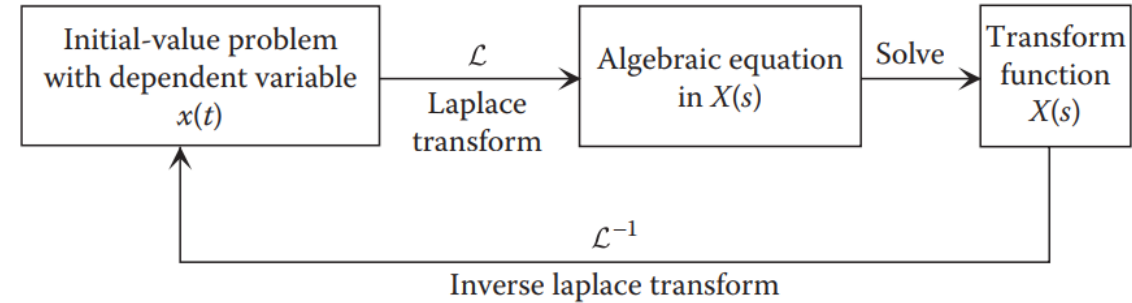 Initial-value problem
with dependent variable
x(t)
ℒ
Laplace
transform
Algebraic equation
in X(s)
Solve
Transform
function
X(s)
ℒ⁻¹
Inverse laplace transform